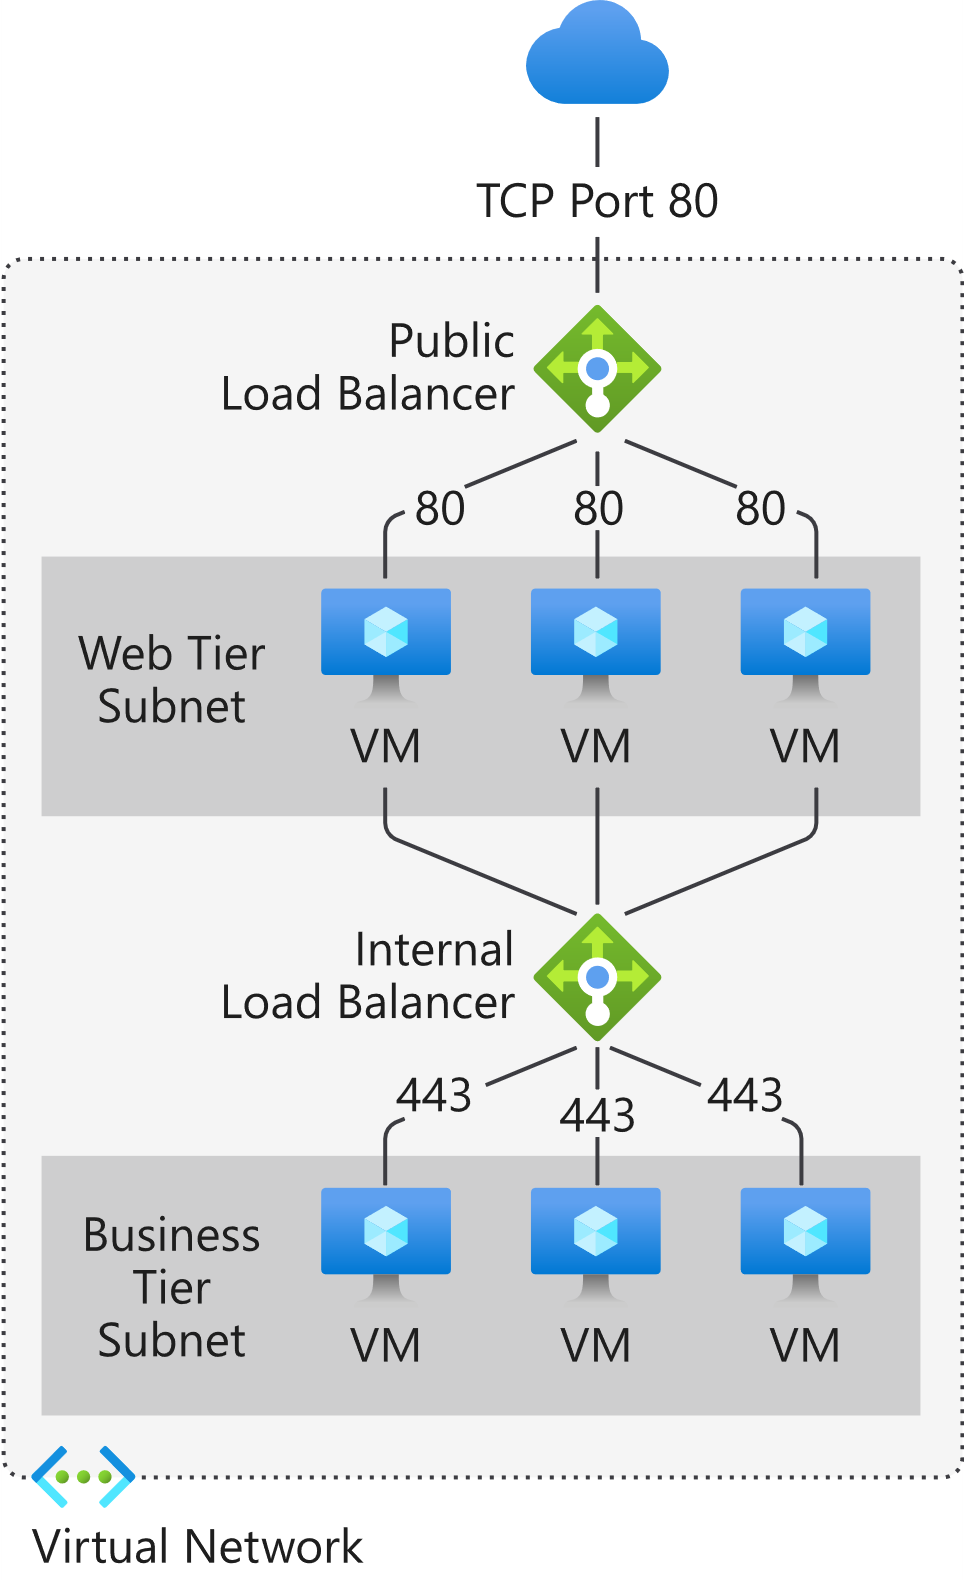 TCP Port 80
Public
Load Balancer
80
80
80
Web Tier
Subnet
VM
VM
VM
Internal
Load Balancer
443
443
443
Business
Tier
Subnet
VM
VM
VM
Virtual Network